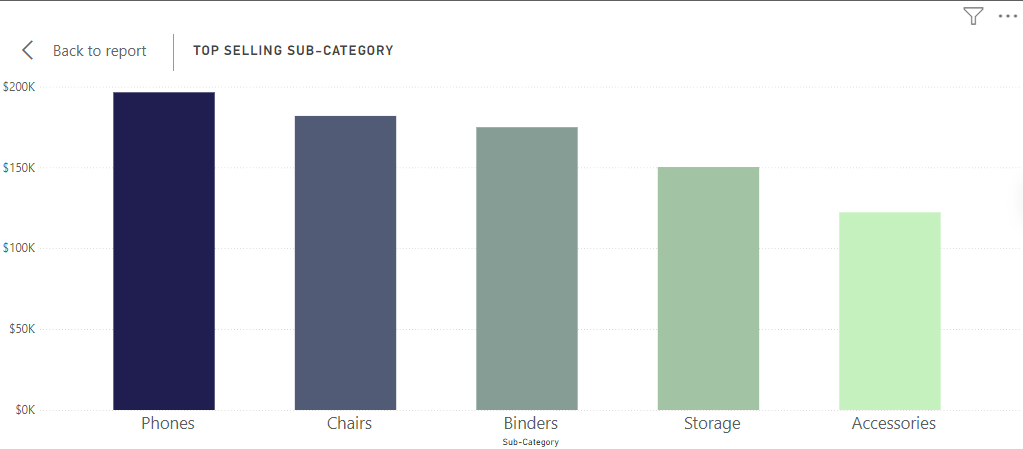 Back to report
TOP SELLING SUB-CATEGORY
$200K
$150K
$100K
$50K
$0K
Phones Chairs Binders Storage Accessories
Sub-Category